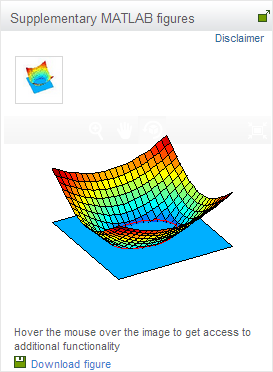 Supplementary MATLAB figures
Disclaimer
Hover the mouse over the image to get access to
additional functionality
Download figure